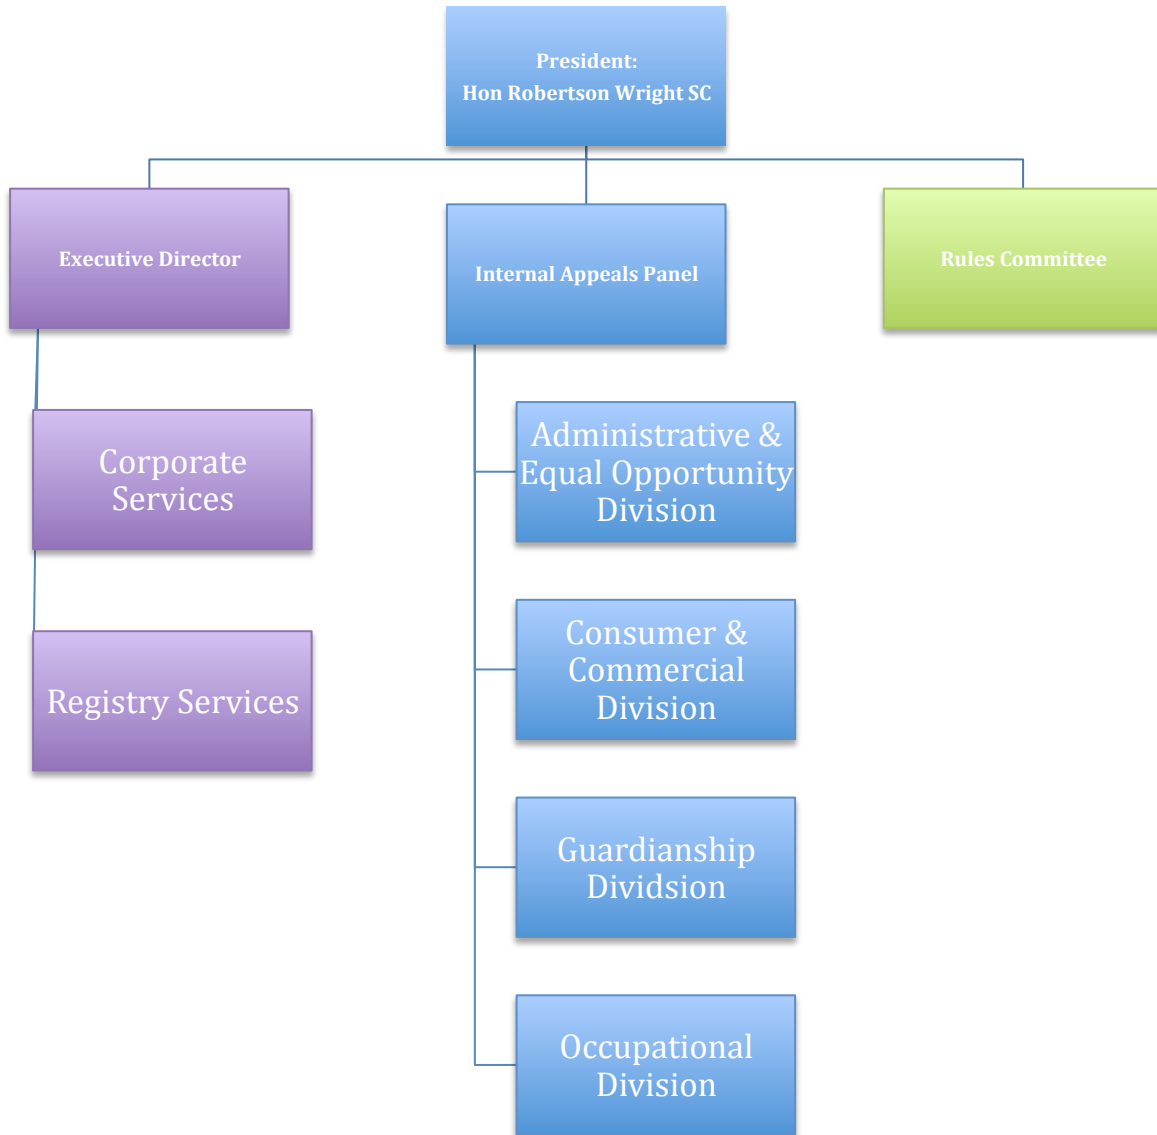 President:
Hon Robertson Wright SC
Executive Director
Internal Appeals Panel
Rules Committee
Corporate
Services
Registry Services
Administrative &
Equal Opportunity
Division
Consumer &
Commercial
Division
Guardianship
Dividsion
Occupational
Division